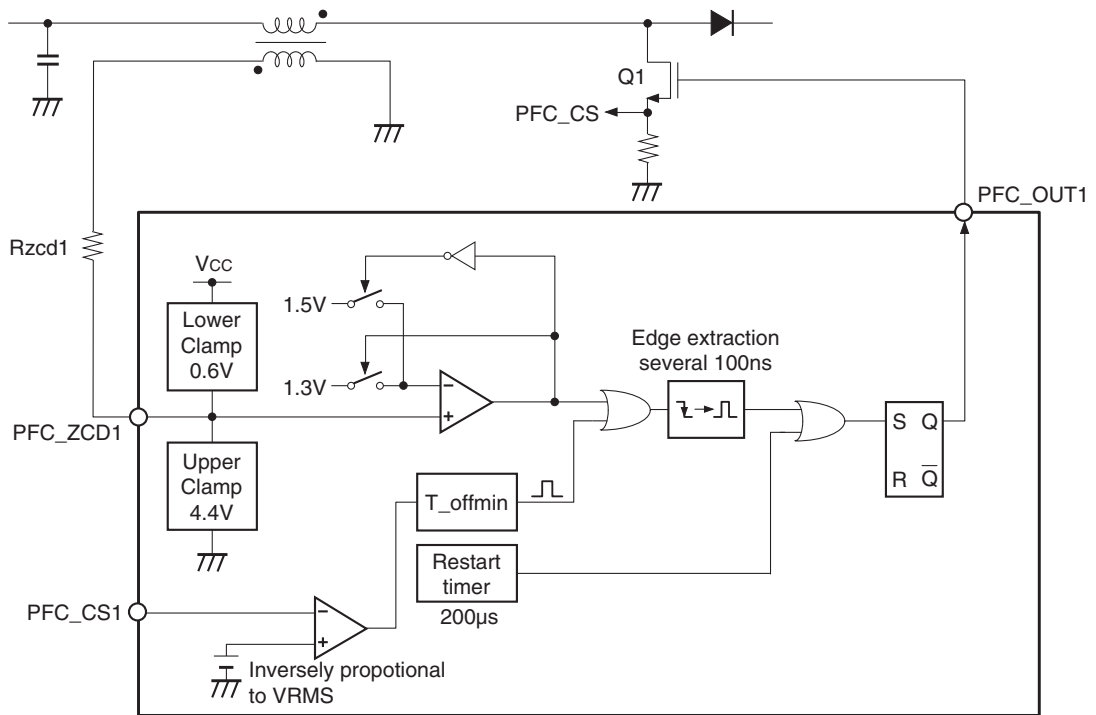 Q1
PFC_CS
PFC_OUT1
Rzcd1
VCC
Lower
Clamp
0.6V
1.5V
1.3V
Edge extraction
several 100ns
PFC_ZCD1
Upper
Clamp
4.4V
− +
T_offmin
S Q
R Q̅
Restart
timer
200µs
PFC_CS1
− +
Inversely propotional
to VRMS